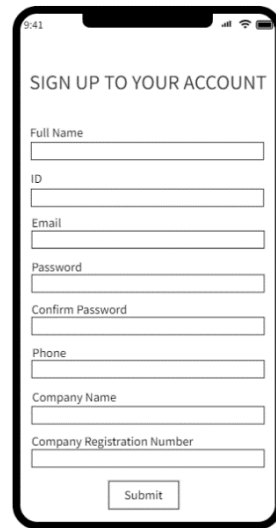 9:41
SIGN UP TO YOUR ACCOUNT
Full Name
ID
Email
Password
Confirm Password
Phone
Company Name
Company Registration Number
Submit